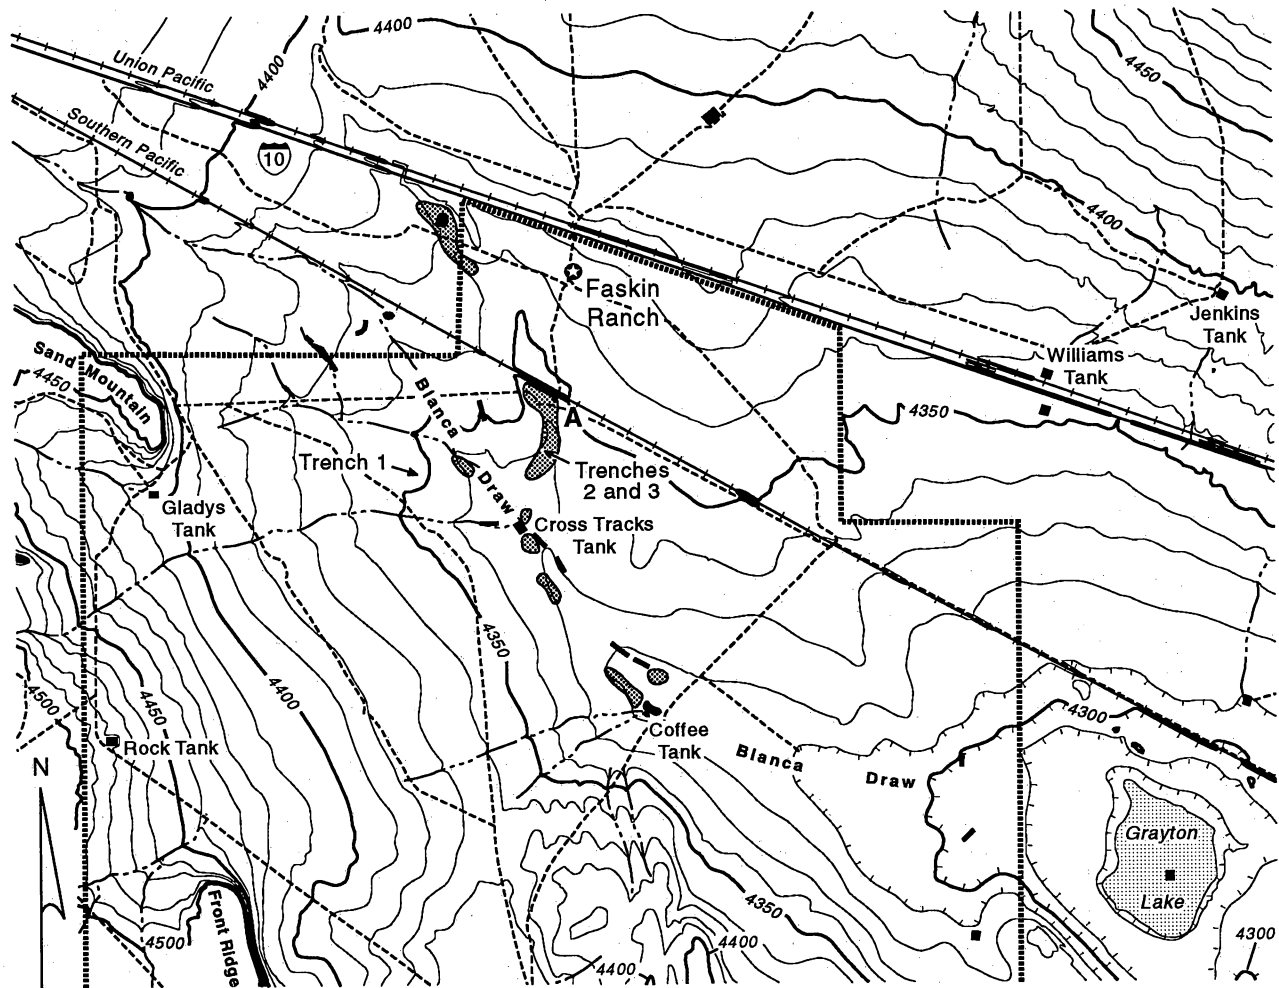 4400
4450
Union Pacific
4400
Southern Pacific
10
4400
Faskin
Ranch
Jenkins
Tank
Sand Mountain
4450
Williams
Tank
Blanca
4350
A
Trench 1
Trenches
2 and 3
Draw
Gladys
Tank
Cross Tracks
Tank
4350
4500
4450
4400
4300
Coffee
Tank
Rock Tank
Blanca
Draw
N
Grayton
Lake
Front Ridge
4350
4500
4400
4300
4400